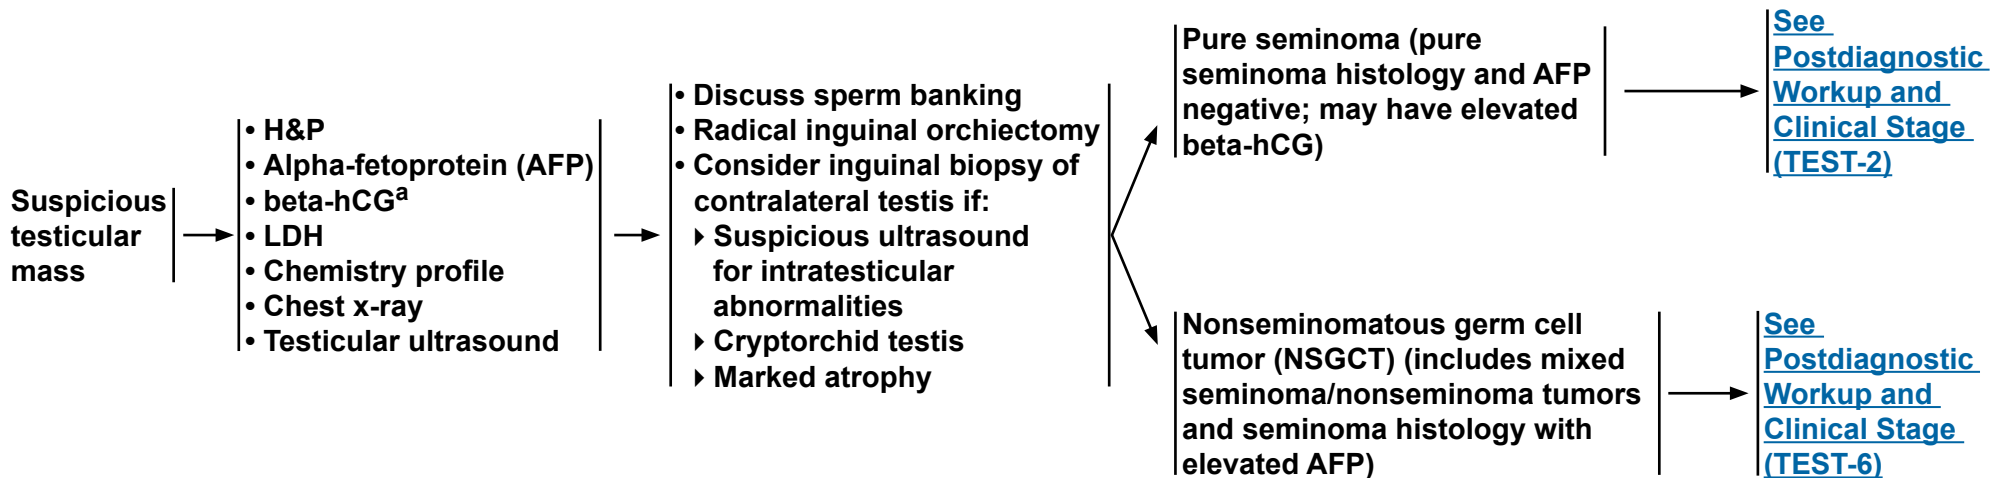 Suspicious
testicular
mass
• H&P
• Alpha-fetoprotein (AFP)
• beta-hCGa
• LDH
• Chemistry profile
• Chest x-ray
• Testicular ultrasound
• Discuss sperm banking
• Radical inguinal orchiectomy
• Consider inguinal biopsy of
contralateral testis if:
▸ Suspicious ultrasound
for intratesticular
abnormalities
▸ Cryptorchid testis
▸ Marked atrophy
Pure seminoma (pure
seminoma histology and AFP
negative; may have elevated
beta-hCG)
See
Postdiagnostic
Workup and
Clinical Stage
(TEST-2)
Nonseminomatous germ cell
tumor (NSGCT) (includes mixed
seminoma/nonseminoma tumors
and seminoma histology with
elevated AFP)
See
Postdiagnostic
Workup and
Clinical Stage
(TEST-6)